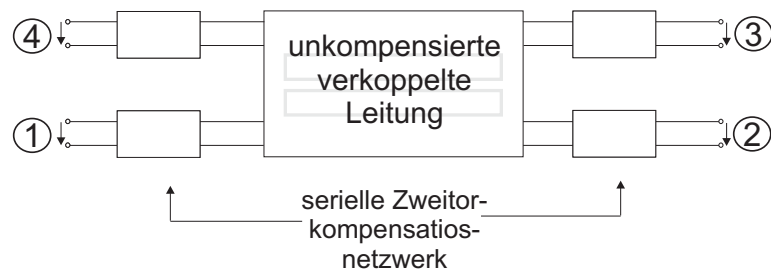 4
unkompensierte
verkoppelte
Leitung
3
1
2
serielle Zweitor-
kompensatios-
netzwerk